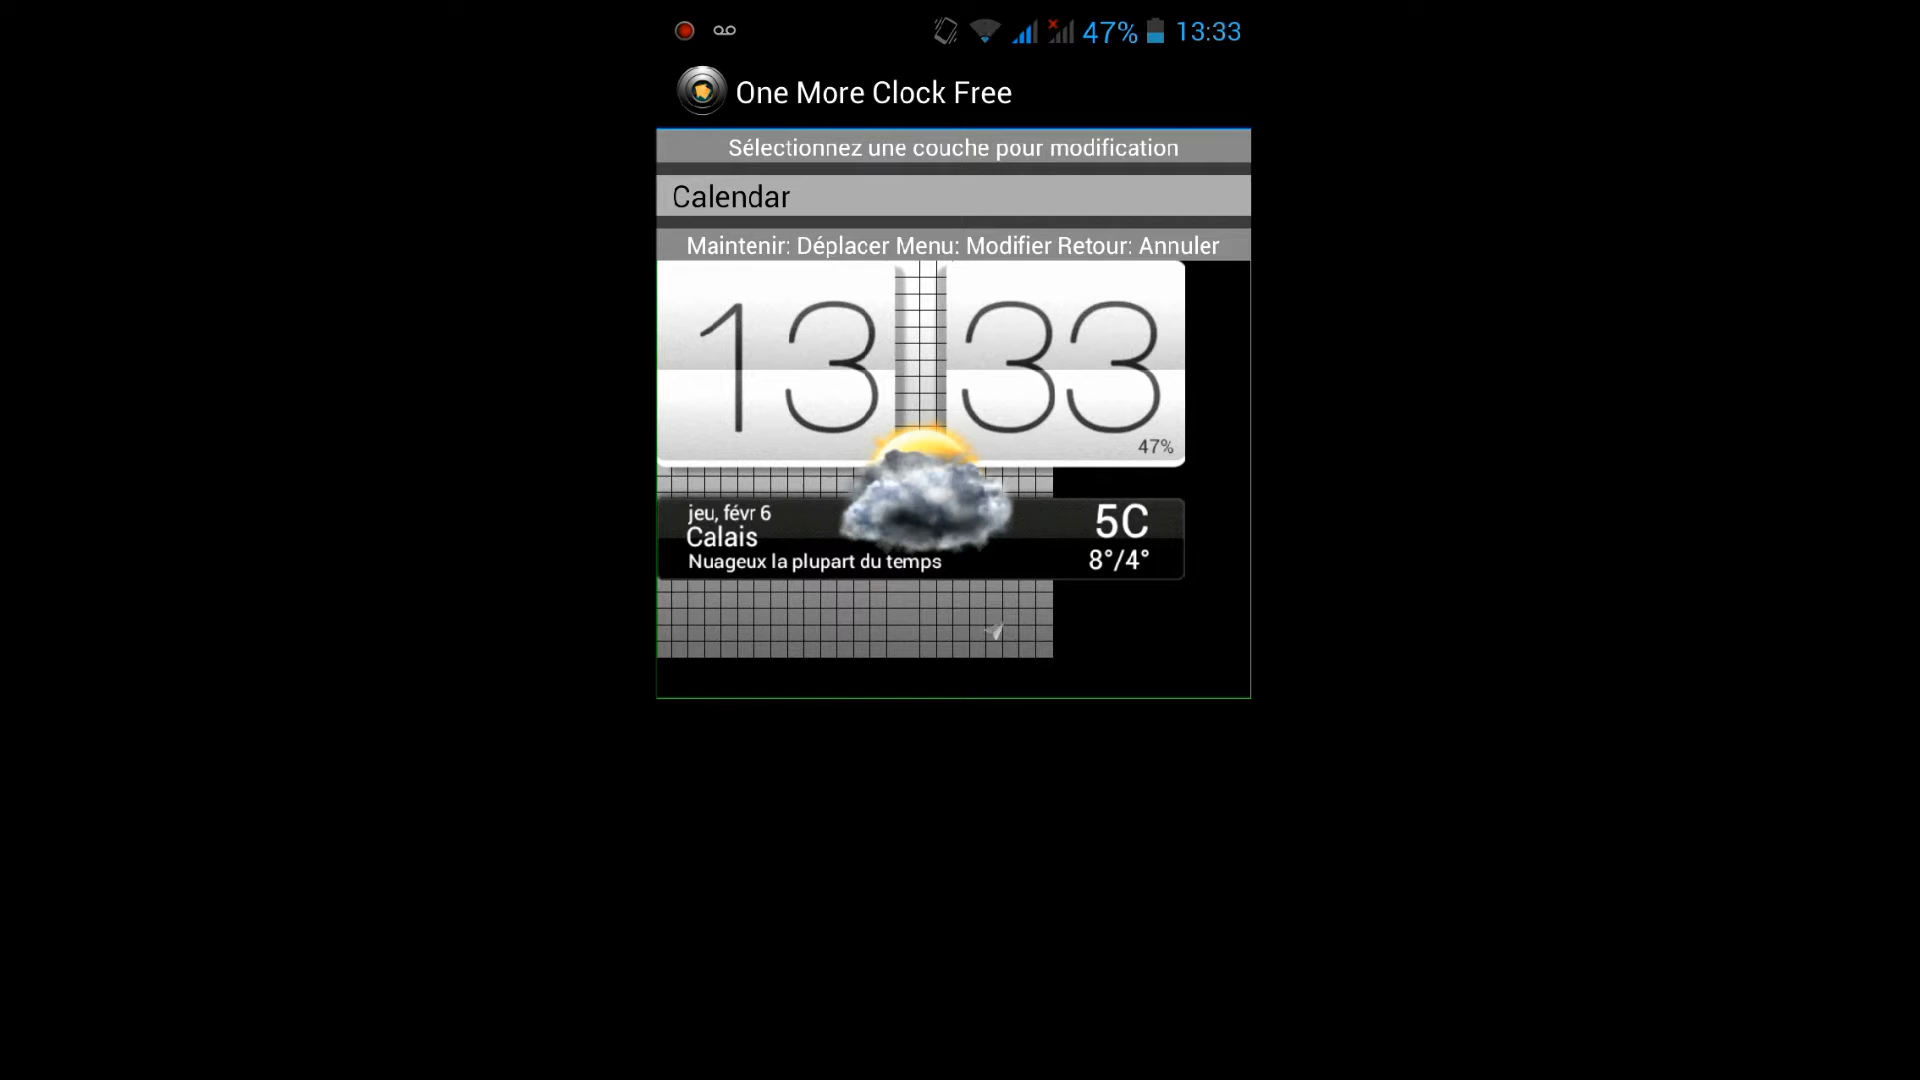 47% 13:33
One More Clock Free
Sélectionnez une couche pour modification
Calendar
Maintenir: Déplacer Menu: Modifier Retour: Annuler
13 33
47%
jeu, févr 6
Calais
Nuageux la plupart du temps
5C
8°/4°